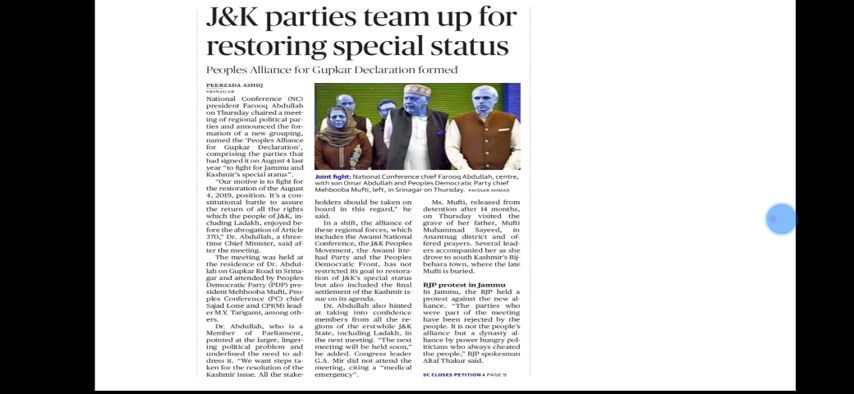 J&K parties team up for
restoring special status
Peoples Alliance for Gupkar Declaration formed
PEERZADA ASHIQ
SRINAGAR
National Conference (NC)
president Farooq Abdullah
on Thursday chaired a meet-
ing of regional political par-
ties and announced the for-
mation of a new grouping,
named the ‘Peoples Alliance
for Gupkar Declaration’,
comprising the parties that
had signed it on August 4 last
year “to fight for Jammu and
Kashmir’s special status”.
“Our motive is to fight for
the restoration of the August
4, 2019, position. It’s a con-
stitutional battle to assure
the return of all the rights
which the people of J&K, in-
cluding Ladakh, enjoyed be-
fore the abrogation of Article
370,” Dr. Abdullah, a three-
time Chief Minister, said af-
ter the meeting.
The meeting was held at
the residence of Dr. Abdul-
lah on Gupkar Road in Srina-
gar and attended by Peoples
Democratic Party (PDP) pre-
sident Mehbooba Mufti, Peo-
ples Conference (PC) chief
Sajad Lone and CPI(M) lead-
er M.Y. Tarigami, among oth-
ers.
Dr. Abdullah, who is a
Member of Parliament,
pointed at the larger, linger-
ing political problem and
underlined the need to ad-
dress it. “We want steps ta-
ken for the resolution of the
Kashmir issue. All the stake-
Joint fight: National Conference chief Farooq Abdullah, centre,
with son Omar Abdullah and Peoples Democratic Party chief
Mehbooba Mufti, left, in Srinagar on Thursday. • NISSAR AHMAD
holders should be taken on
board in this regard,” he
said.
In a shift, the alliance of
these regional forces, which
includes the Awami National
Conference, the J&K Peoples
Movement, the Awami Itte-
had Party and the Peoples
Democratic Front, has not
restricted its goal to restora-
tion of J&K’s special status
but also included the final
settlement of the Kashmir is-
sue on its agenda.
Dr. Abdullah also hinted
at taking into confidence
members from all the re-
gions of the erstwhile J&K
State, including Ladakh, in
the next meeting. “The next
meeting will be held soon,”
he added. Congress leader
G.A. Mir did not attend the
meeting, citing a “medical
emergency”.
Ms. Mufti, released from
detention after 14 months,
on Thursday visited the
grave of her father, Mufti
Muhammad Sayeed, in
Anantnag district and of-
fered prayers. Several lead-
ers accompanied her as she
drove to south Kashmir’s Bij-
behara town, where the late
Mufti is buried.
BJP protest in Jammu
In Jammu, the BJP held a
protest against the new al-
liance. “The parties who
were part of the meeting
have been rejected by the
people. It is not the people’s
alliance but a dynasty al-
liance by power hungry pol-
iticians who always cheated
the people,” BJP spokesman
Altaf Thakur said.
SC CLOSES PETITION ▸ PAGE 9